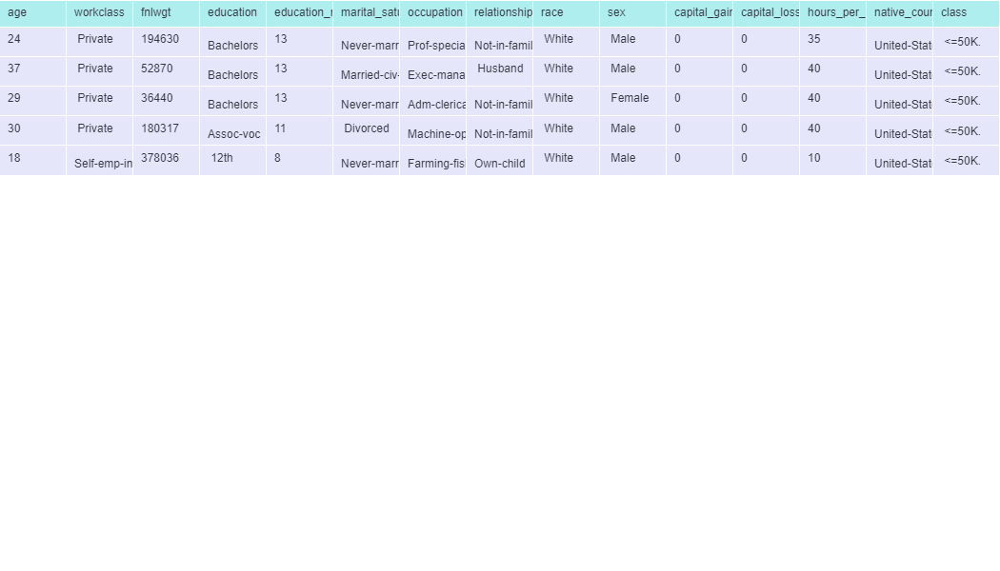 age workclass fnlwgt education education_ marital_satu occupation relationship race sex capital_gain capital_loss hours_per_ native_coun class
24 Private 194630 Bachelors 13 Never-marr Prof-specia Not-in-famil White Male 0 0 35 United-Stat <=50K.
37 Private 52870 Bachelors 13 Married-civ- Exec-mana Husband White Male 0 0 40 United-Stat <=50K.
29 Private 36440 Bachelors 13 Never-marr Adm-clerica Not-in-famil White Female 0 0 40 United-Stat <=50K.
30 Private 180317 Assoc-voc 11 Divorced Machine-op Not-in-famil White Male 0 0 40 United-Stat <=50K.
18 Self-emp-in 378036 12th 8 Never-marr Farming-fis Own-child White Male 0 0 10 United-Stat <=50K.